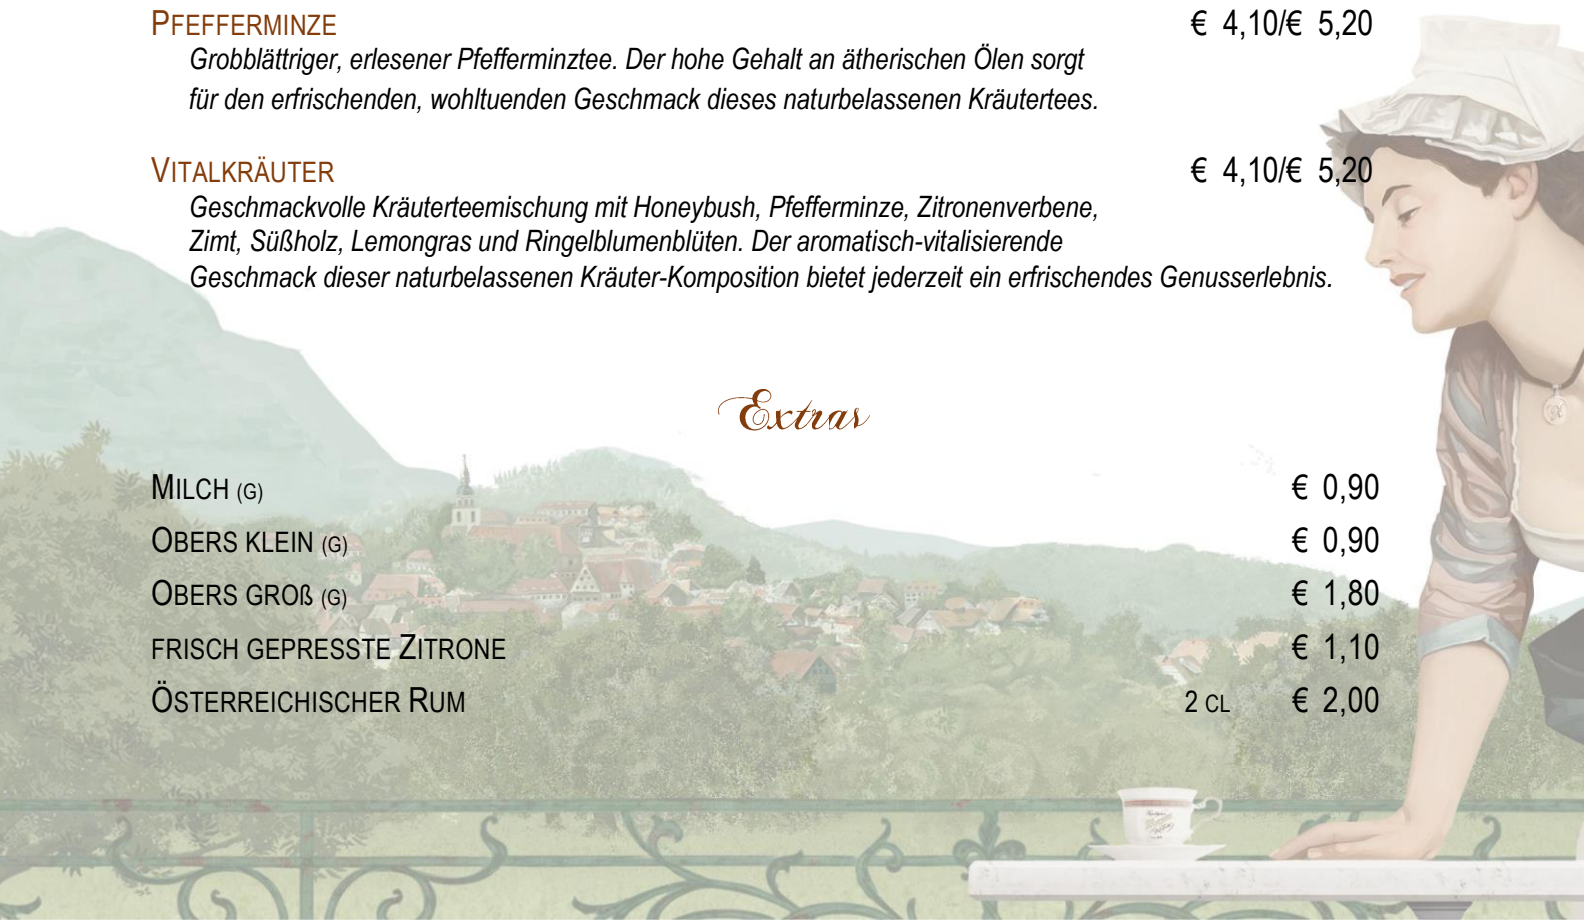 PFEFFERMINZE € 4,10/€ 5,20
Grobblättriger, erlesener Pfefferminztee. Der hohe Gehalt an ätherischen Ölen sorgt
für den erfrischenden, wohltuenden Geschmack dieses naturbelassenen Kräutertees.
VITALKRÄUTER € 4,10/€ 5,20
Geschmackvolle Kräuterteemischung mit Honeybush, Pfefferminze, Zitronenverbene,
Zimt, Süßholz, Lemongras und Ringelblumenblüten. Der aromatisch-vitalisierende
Geschmack dieser naturbelassenen Kräuter-Komposition bietet jederzeit ein erfrischendes Genusserlebnis.
Extras
MILCH (G) € 0,90
OBERS KLEIN (G) € 0,90
OBERS GROß (G) € 1,80
FRISCH GEPRESSTE ZITRONE € 1,10
ÖSTERREICHISCHER RUM 2 CL € 2,00